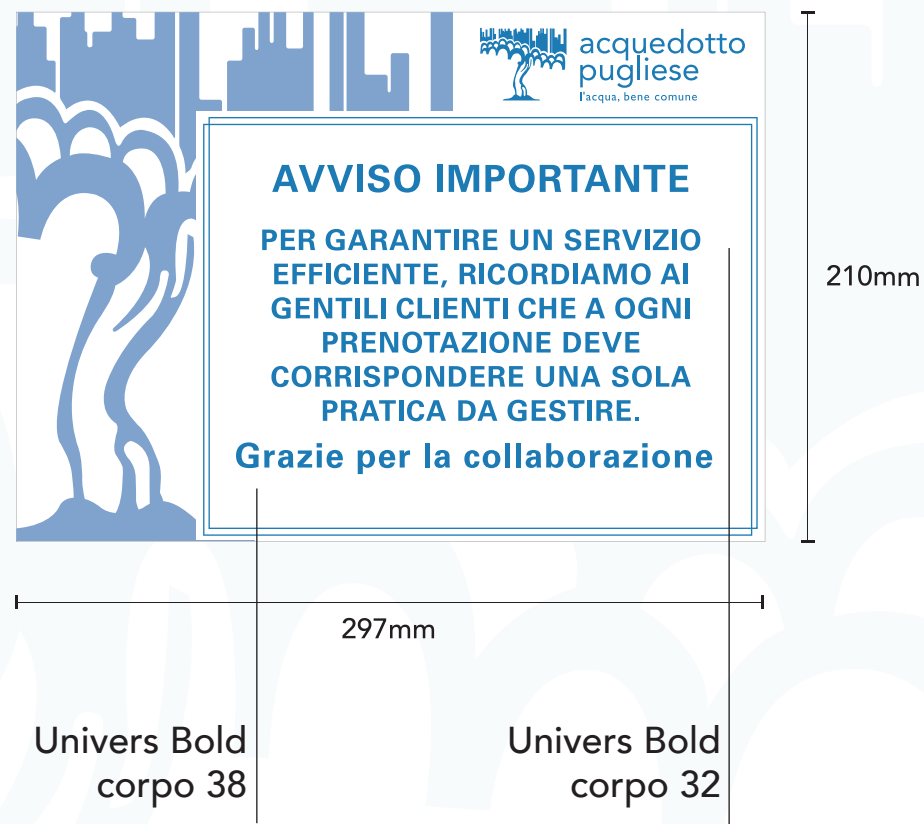 acquedotto
pugliese
l'acqua, bene comune
AVVISO IMPORTANTE
PER GARANTIRE UN SERVIZIO
EFFICIENTE, RICORDIAMO AI
GENTILI CLIENTI CHE A OGNI
PRENOTAZIONE DEVE
CORRISPONDERE UNA SOLA
PRATICA DA GESTIRE.
Grazie per la collaborazione
210mm
297mm
Univers Bold
corpo 38
Univers Bold
corpo 32